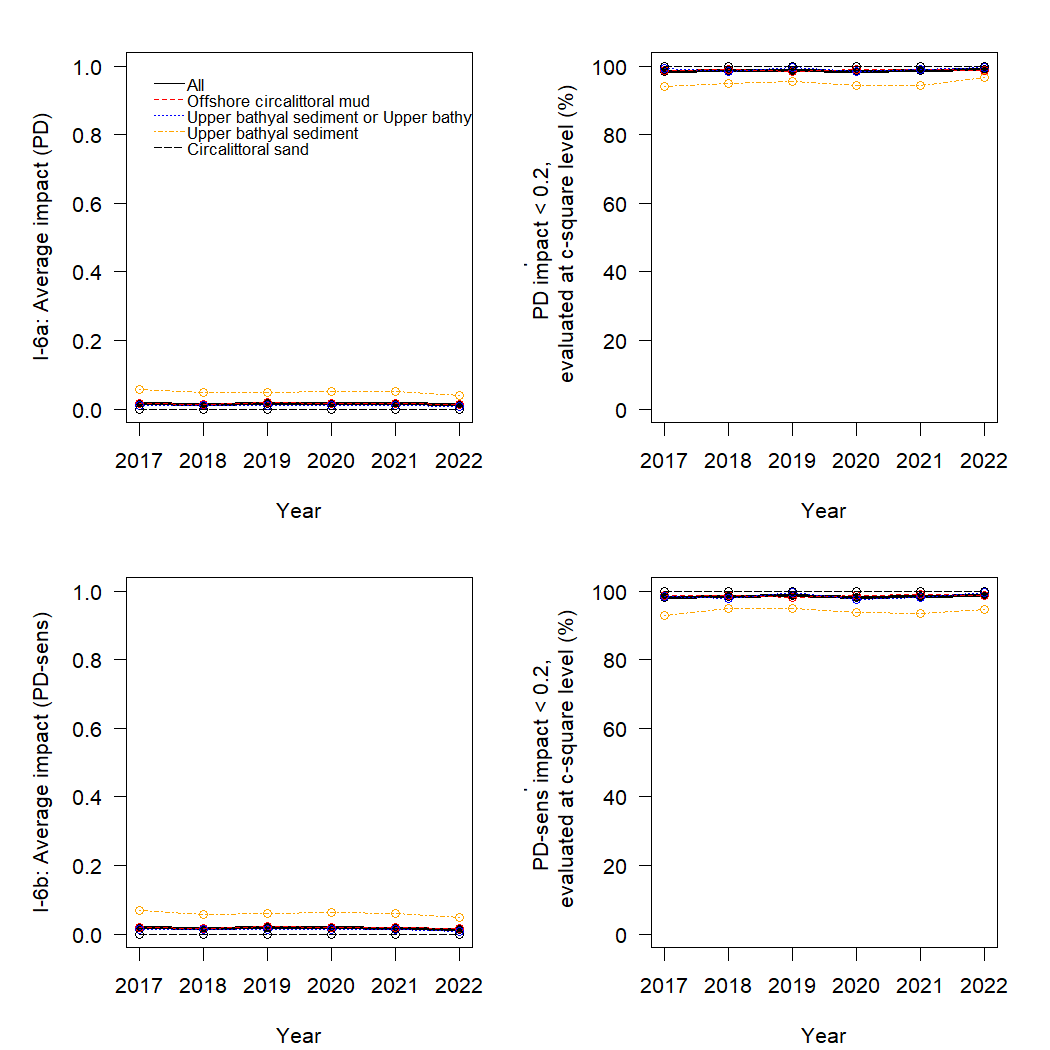 I-6a: Average impact (PD)
1.0
0.8
0.6
0.4
0.2
0.0
All
Offshore circalittoral mud
Upper bathyal sediment or Upper bathy
Upper bathyal sediment
Circalittoral sand
2017 2018 2019 2020 2021 2022
Year
PD impact < 0.2,
evaluated at c-square level (%)
100
80
60
40
20
0
2017 2018 2019 2020 2021 2022
Year
I-6b: Average impact (PD-sens)
1.0
0.8
0.6
0.4
0.2
0.0
2017 2018 2019 2020 2021 2022
Year
PD-sens impact < 0.2,
evaluated at c-square level (%)
100
80
60
40
20
0
2017 2018 2019 2020 2021 2022
Year